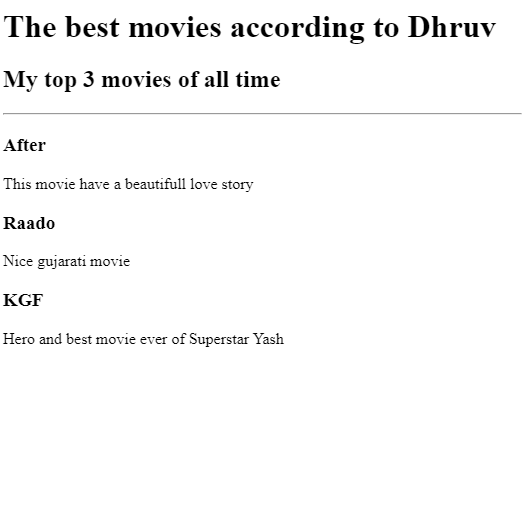 The best movies according to Dhruv
My top 3 movies of all time
After
This movie have a beautifull love story
Raado
Nice gujarati movie
KGF
Hero and best movie ever of Superstar Yash